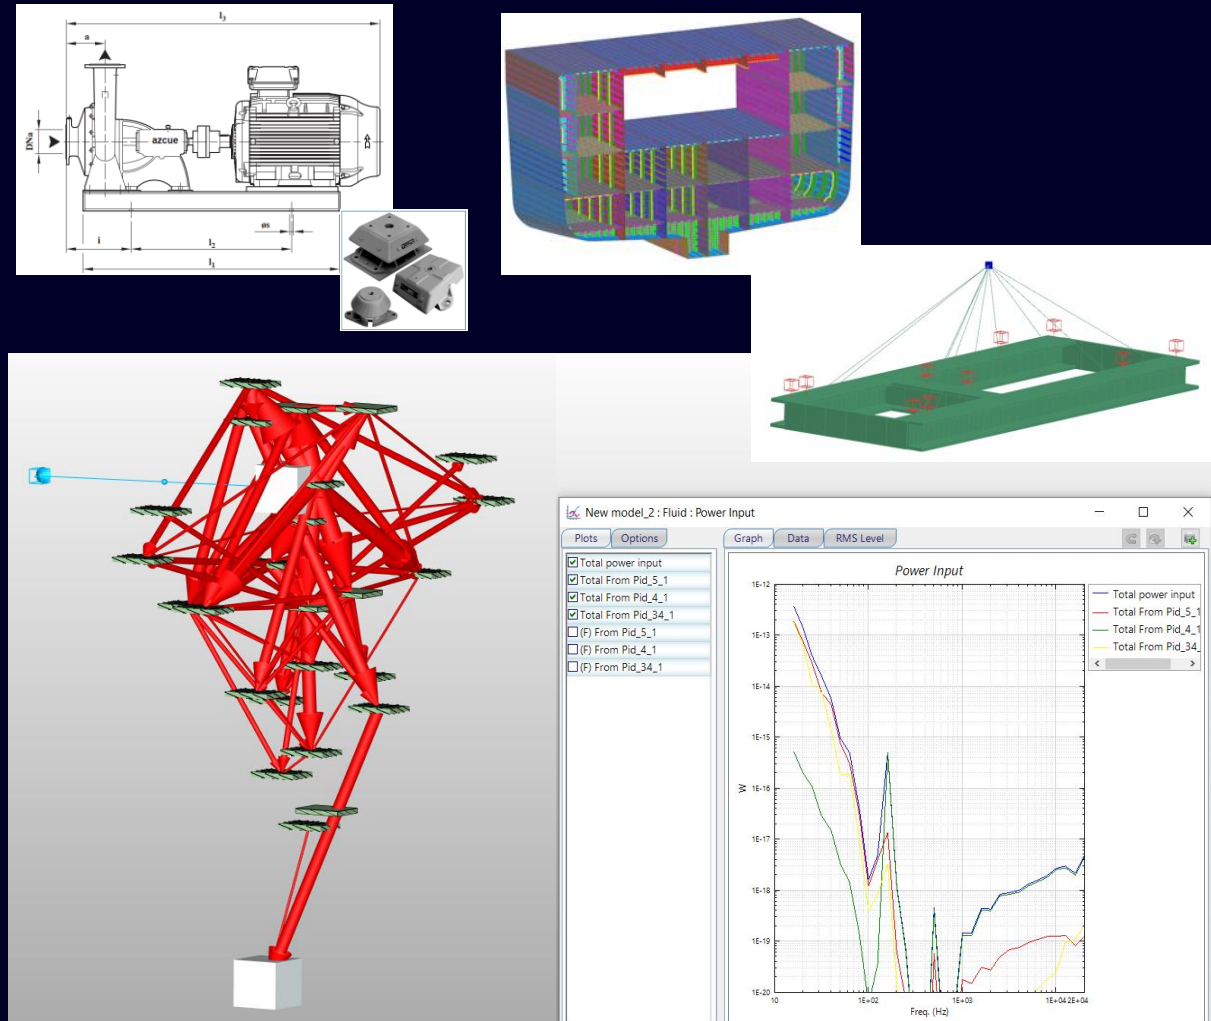 l₃
a
DNa
azcue
øs
i
l₂
l₁
New model_2 : Fluid : Power Input
Plots
Options
Graph
Data
RMS Level
Total power input
Total From Pid_5_1
Total From Pid_4_1
Total From Pid_34_1
(F) From Pid_5_1
(F) From Pid_4_1
(F) From Pid_34_1
Power Input
1E-12
1E-13
1E-14
1E-15
1E-16
1E-17
1E-18
1E-19
1E-20
W
10
1E+02
1E+03
1E+04
2E+04
Freq. (Hz)
Total power input
Total From Pid_5_1
Total From Pid_4_1
Total From Pid_34_